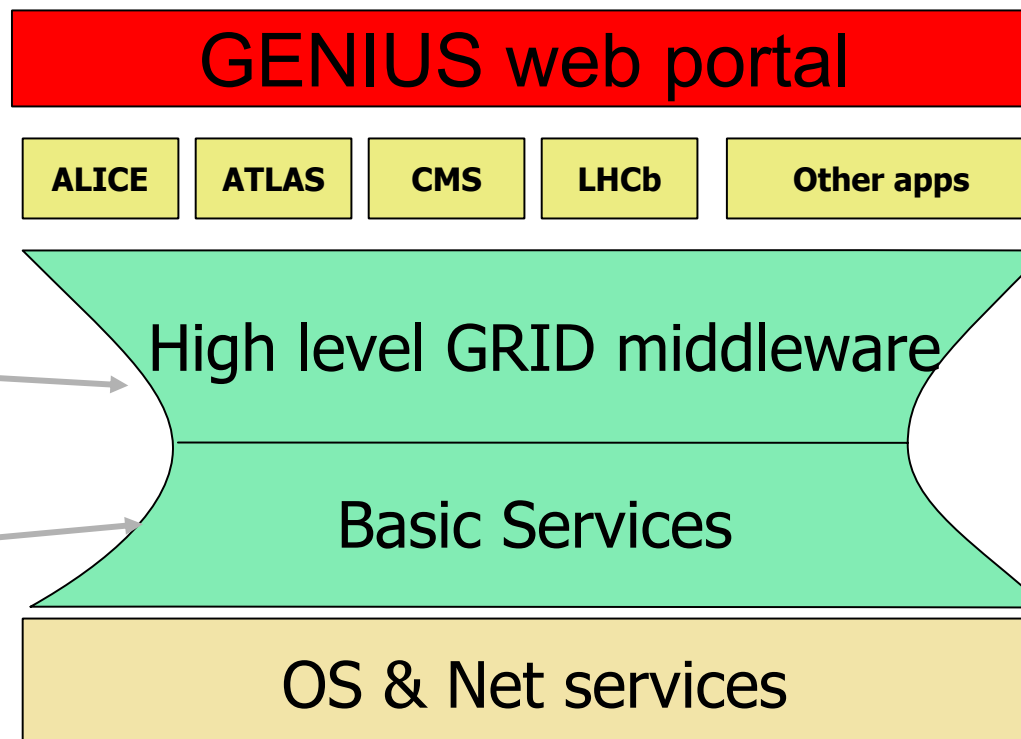 GENIUS web portal
ALICE ATLAS CMS LHCb Other apps
High level GRID middleware
Basic Services
OS & Net services